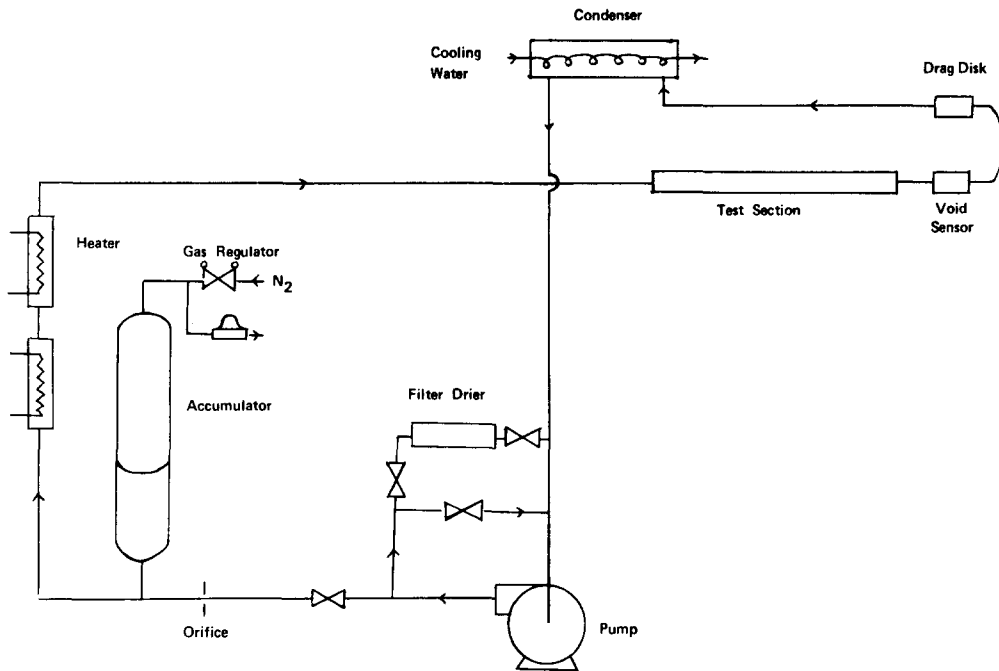 Condenser
Cooling
Water
Drag Disk
Test Section
Void
Sensor
Heater
Gas Regulator
N2
Accumulator
Filter Drier
Orifice
Pump